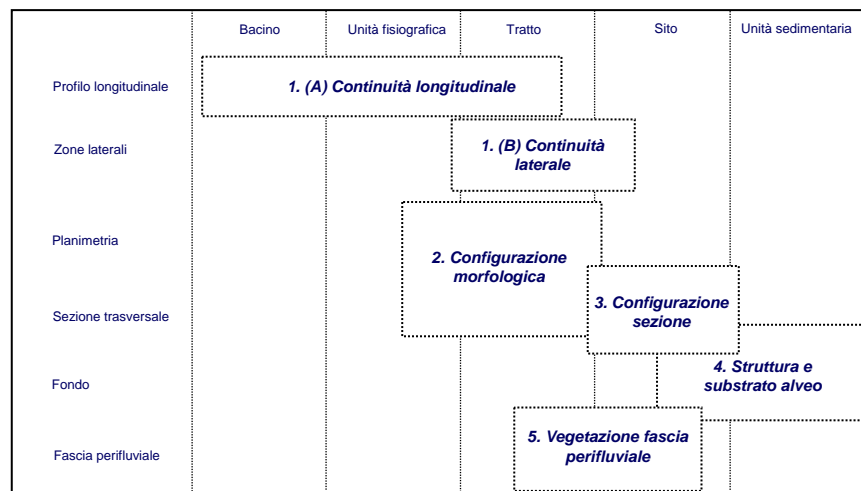 Bacino
Unità fisiografica
Tratto
Sito
Unità sedimentaria
Profilo longitudinale
1. (A) Continuità longitudinale
Zone laterali
1. (B) Continuità
laterale
Planimetria
2. Configurazione
morfologica
Sezione trasversale
3. Configurazione
sezione
Fondo
4. Struttura e
substrato alveo
Fascia perifluviale
5. Vegetazione fascia
perifluviale